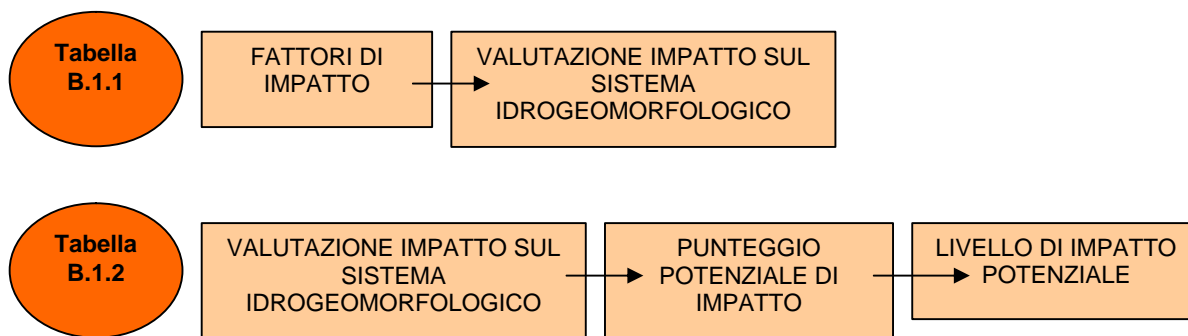 Tabella
B.1.1
FATTORI DI
IMPATTO
VALUTAZIONE IMPATTO SUL
SISTEMA
IDROGEOMORFOLOGICO
Tabella
B.1.2
VALUTAZIONE IMPATTO SUL
SISTEMA
IDROGEOMORFOLOGICO
PUNTEGGIO
POTENZIALE DI
IMPATTO
LIVELLO DI IMPATTO
POTENZIALE